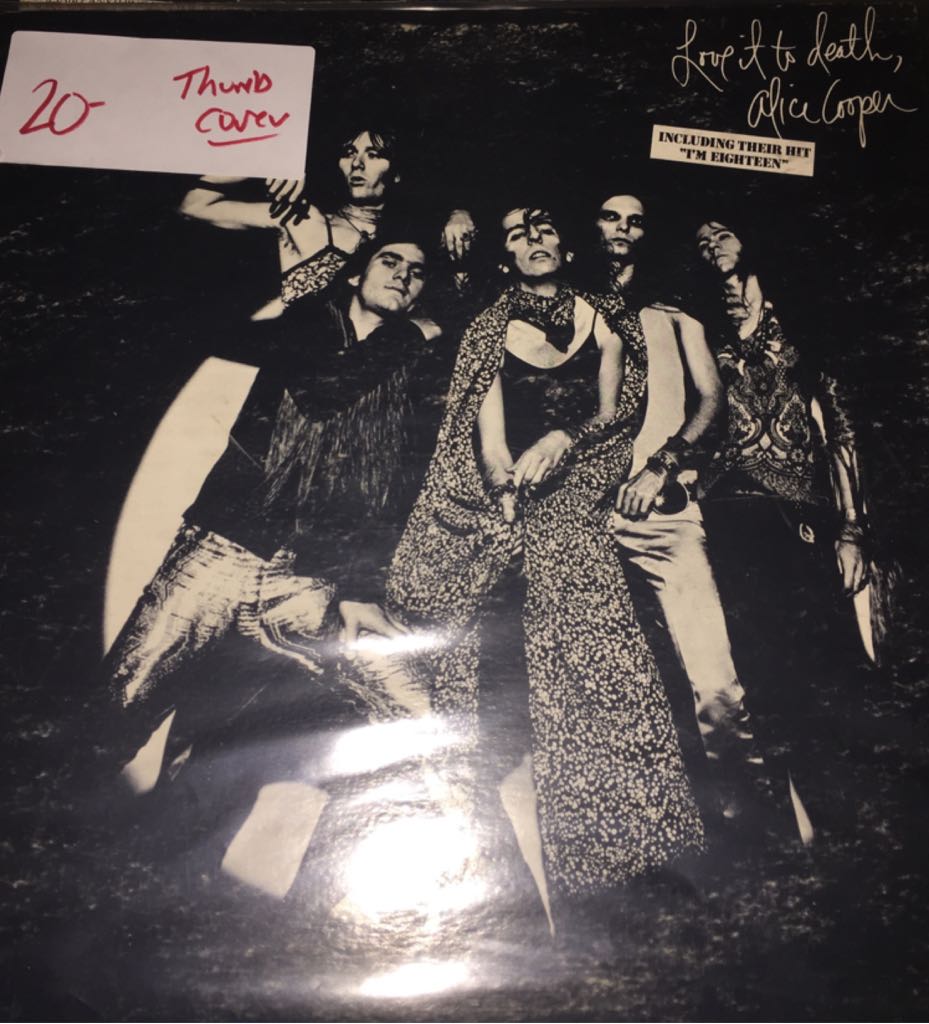 20-
Thumb
cover
Love it to death,
Alice Cooper
INCLUDING THEIR HIT
"I'M EIGHTEEN"